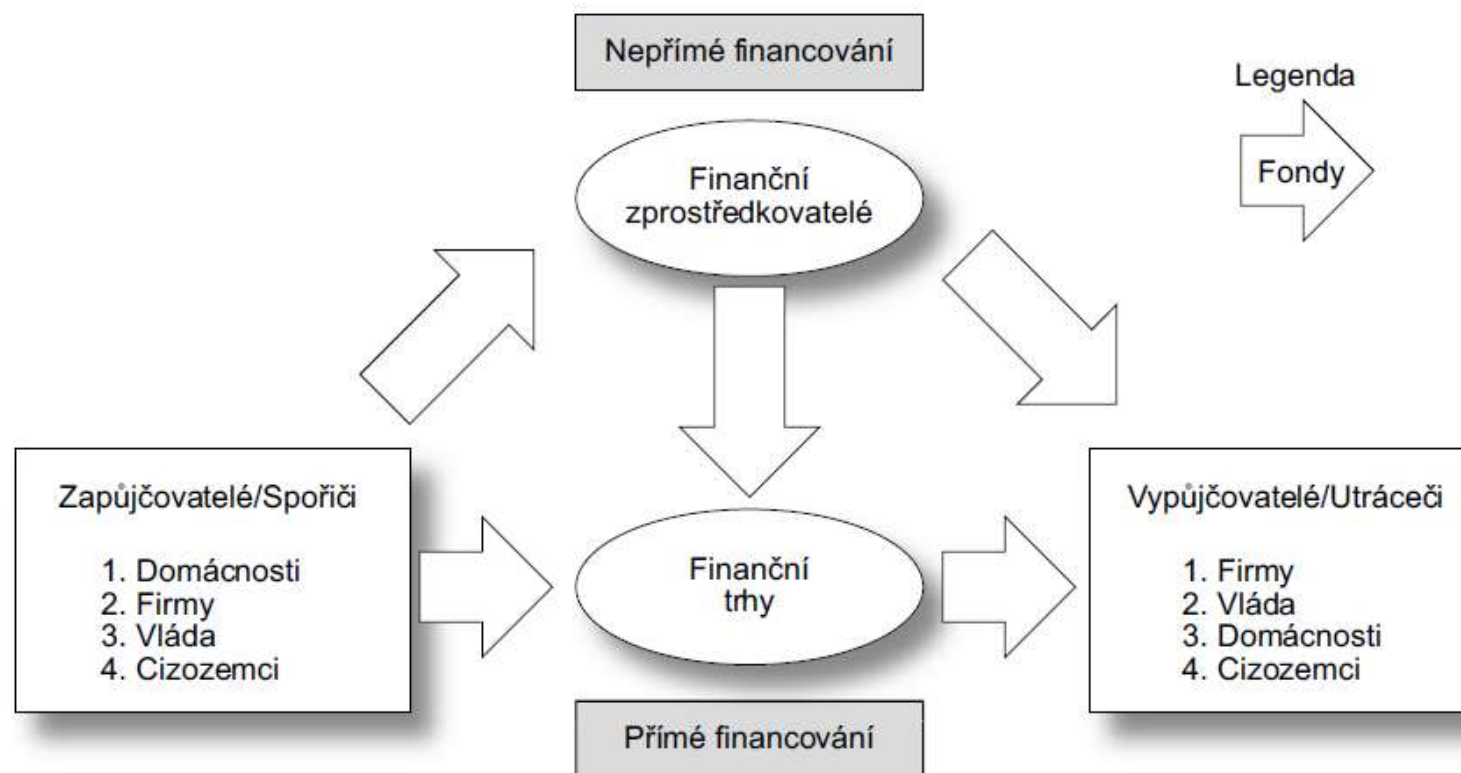 Nepřímé financování
Legenda
Fondy
Finanční
zprostředkovatelé
Zapůjčovatelé/Spořiči
1. Domácnosti
2. Firmy
3. Vláda
4. Cizozemci
Finanční
trhy
Vypůjčovatelé/Utráceči
1. Firmy
2. Vláda
3. Domácnosti
4. Cizozemci
Přímé financování